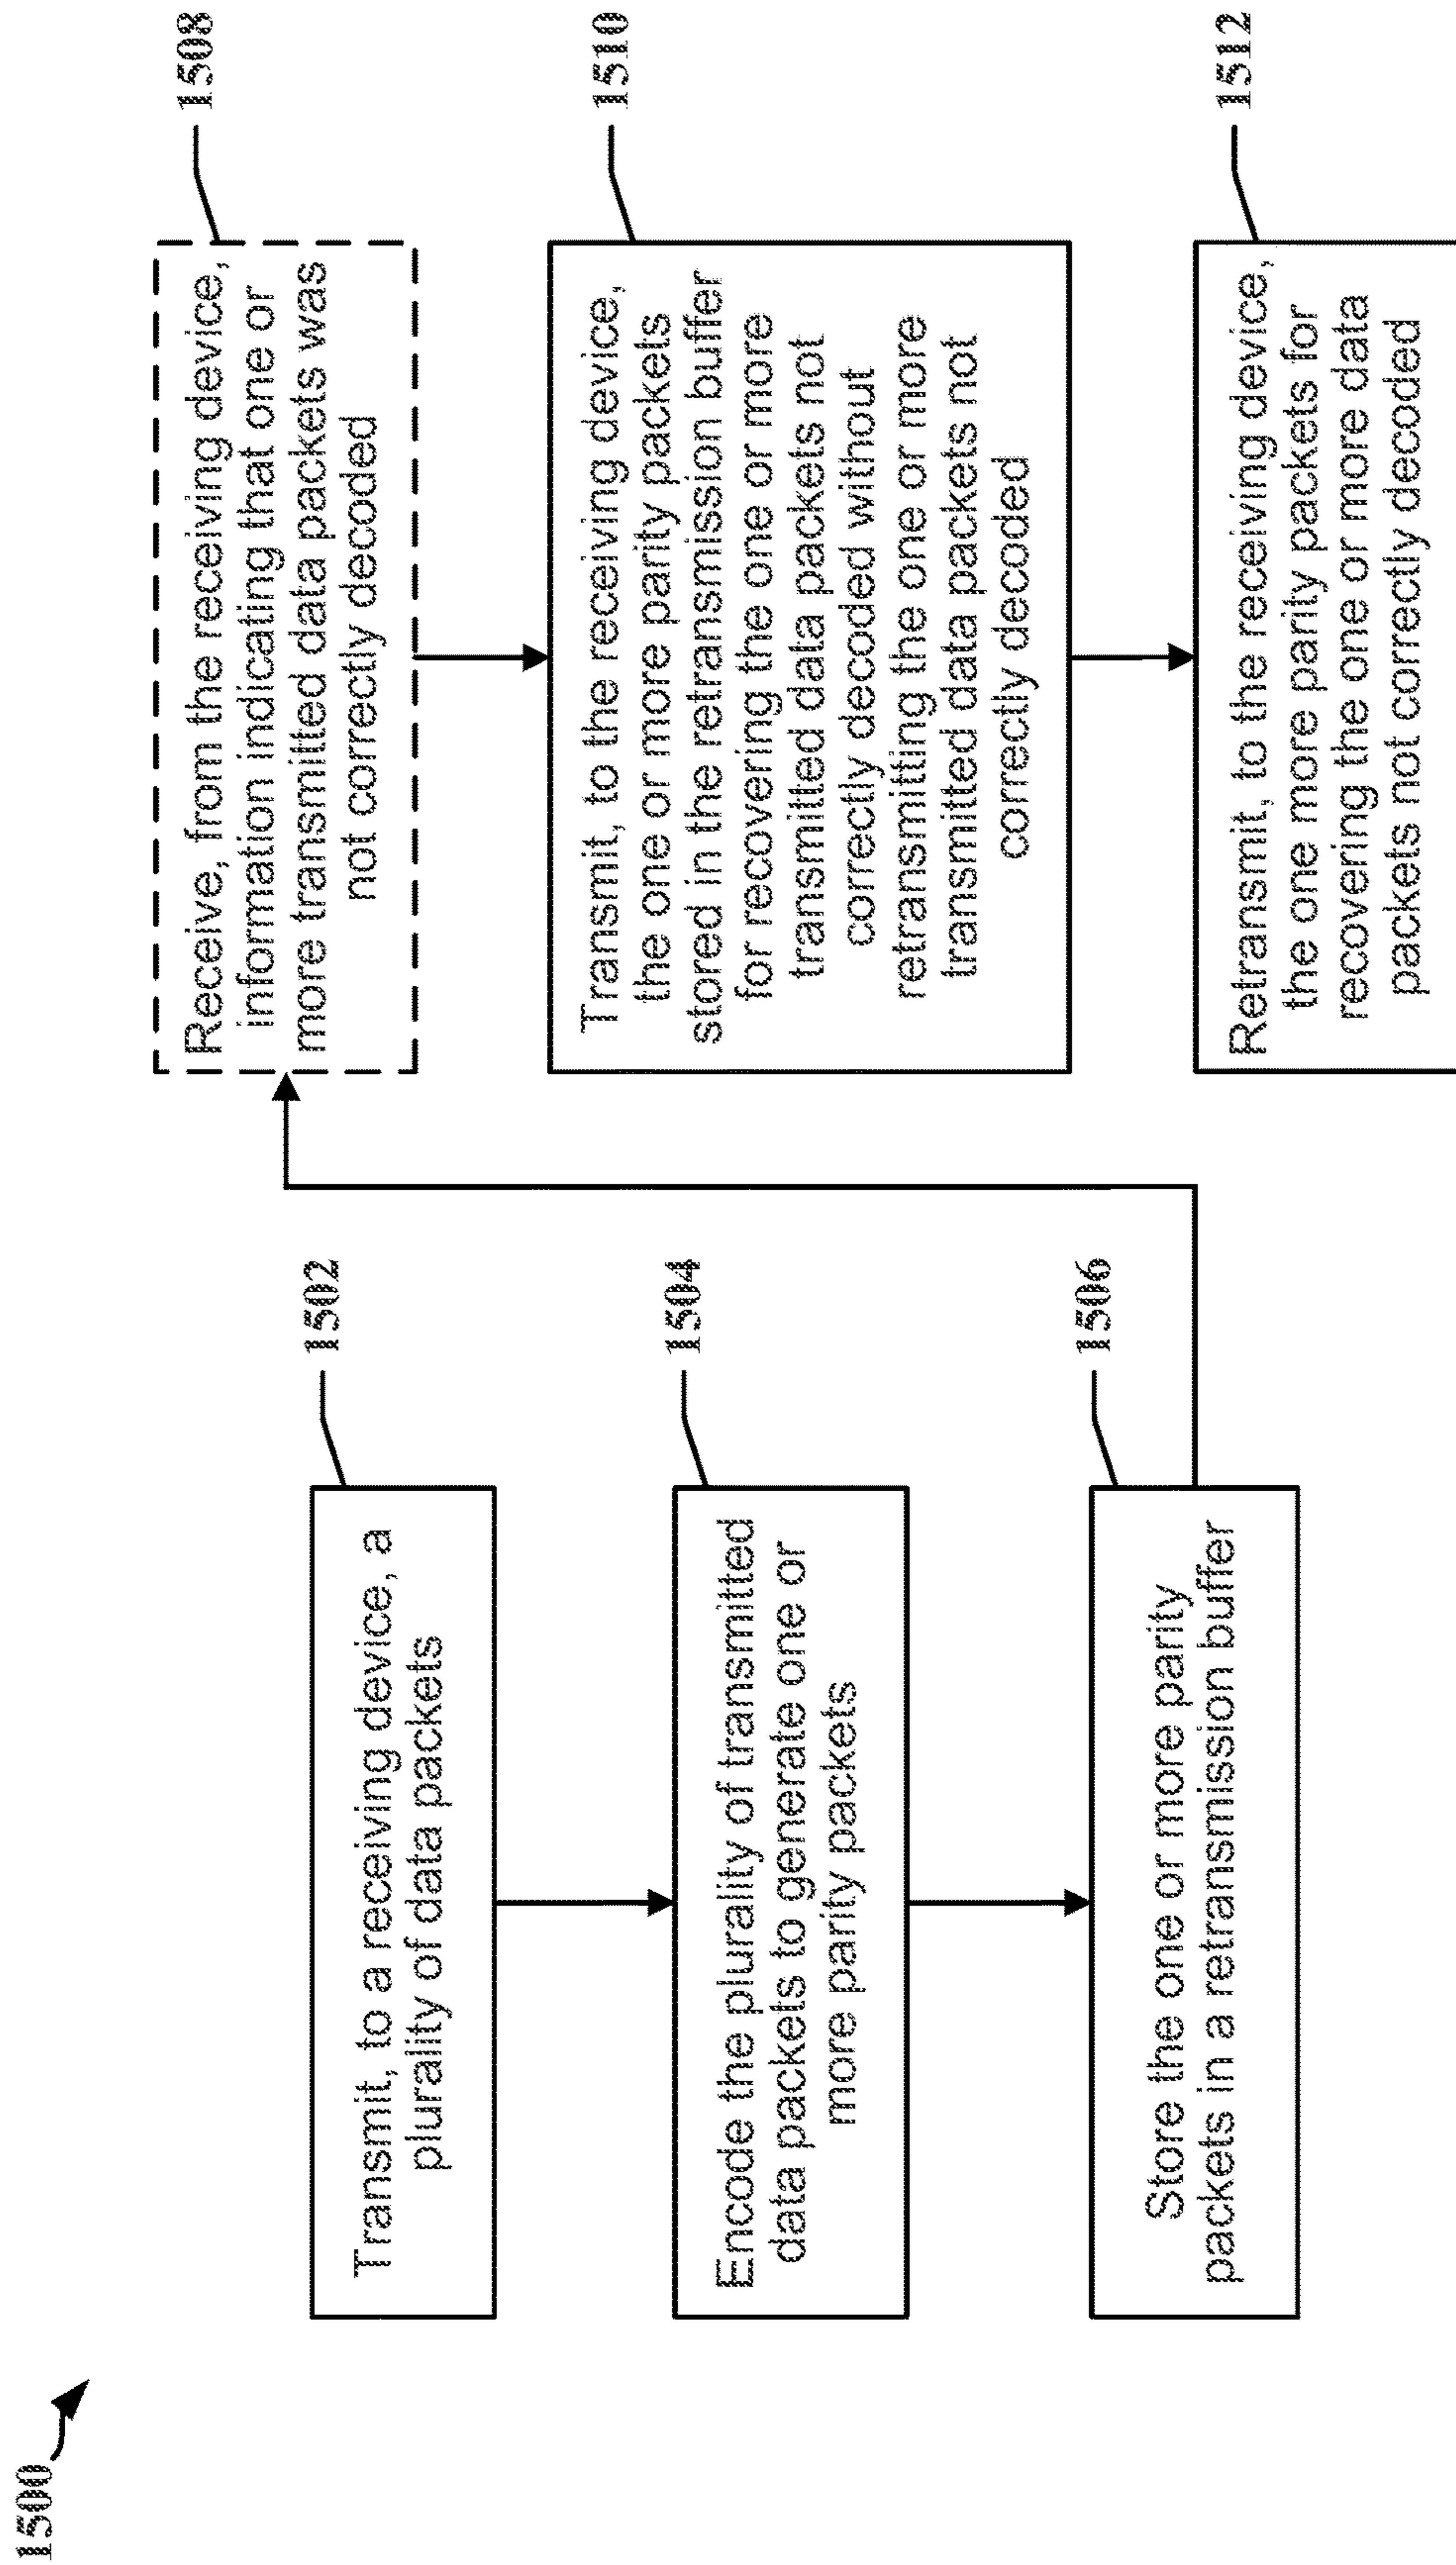 1500
1502
Transmit, to a receiving device, a
plurality of data packets
1504
Encode the plurality of transmitted
data packets to generate one or
more parity packets
1506
Store the one or more parity
packets in a retransmission buffer
1508
Receive, from the receiving device,
information indicating that one or
more transmitted data packets was
not correctly decoded
1510
Transmit, to the receiving device,
the one or more parity packets
stored in the retransmission buffer
for recovering the one or more
transmitted data packets not
correctly decoded without
retransmitting the one or more
transmitted data packets not
correctly decoded
1512
Retransmit, to the receiving device,
the one more parity packets for
recovering the one or more data
packets not correctly decoded